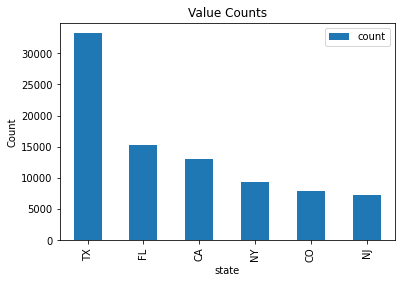 Value Counts
count
Count
30000
25000
20000
15000
10000
5000
0
TX
FL
CA
NY
CO
NJ
state